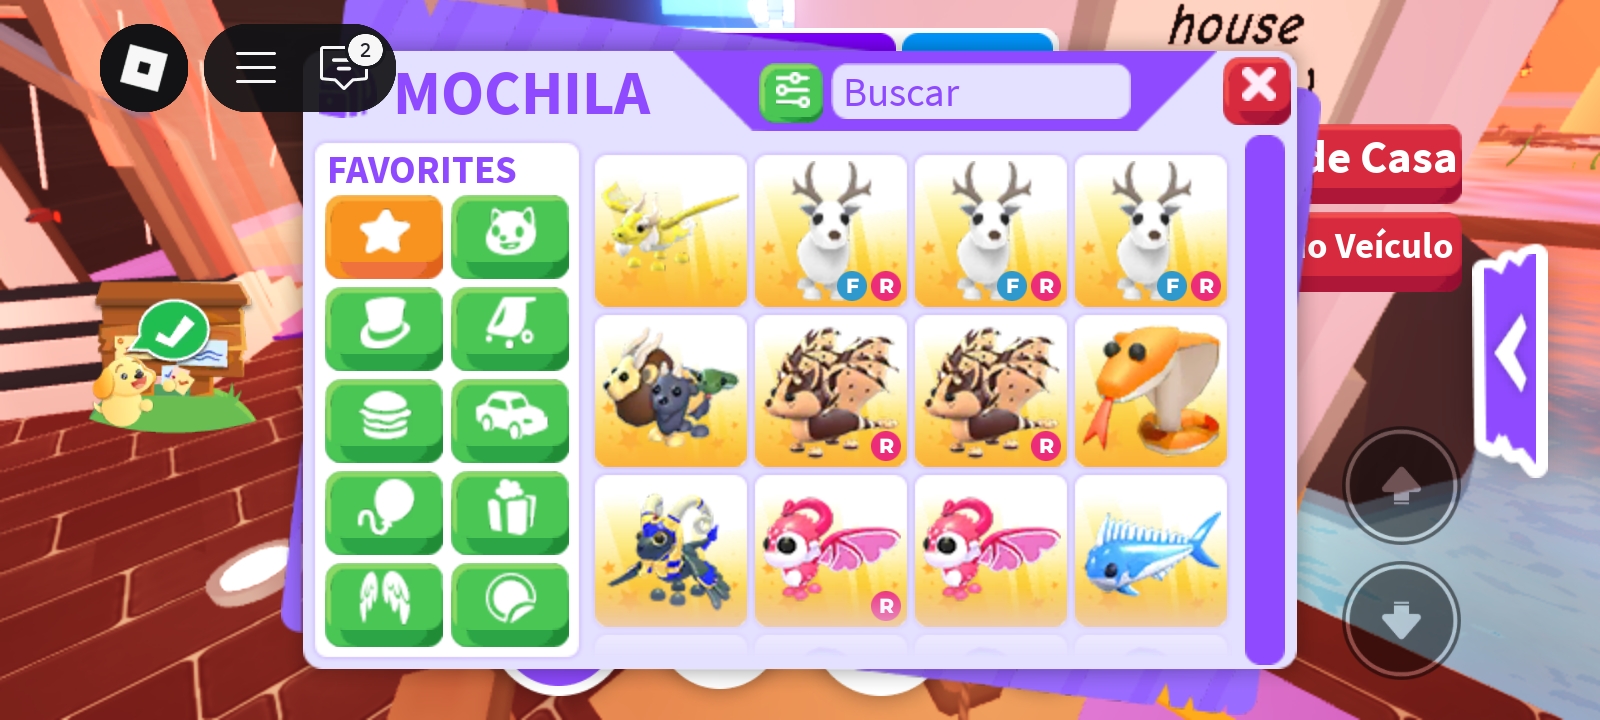 house
2
MOCHILA
Buscar
de Casa
o Veículo
FAVORITES
F R
F R
F R
R
R
R